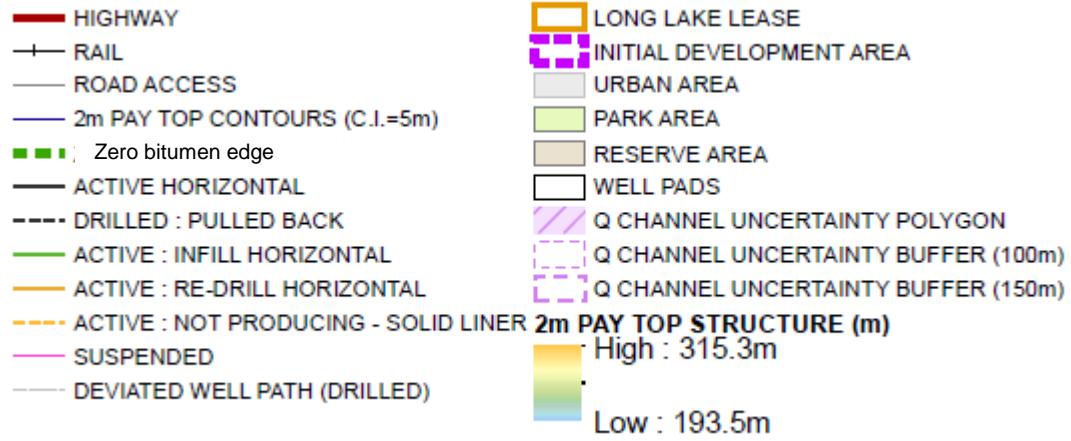 HIGHWAY
RAIL
ROAD ACCESS
2m PAY TOP CONTOURS (C.I.=5m)
Zero bitumen edge
ACTIVE HORIZONTAL
DRILLED : PULLED BACK
ACTIVE : INFILL HORIZONTAL
ACTIVE : RE-DRILL HORIZONTAL
ACTIVE : NOT PRODUCING - SOLID LINER
SUSPENDED
DEVIATED WELL PATH (DRILLED)
LONG LAKE LEASE
INITIAL DEVELOPMENT AREA
URBAN AREA
PARK AREA
RESERVE AREA
WELL PADS
Q CHANNEL UNCERTAINTY POLYGON
Q CHANNEL UNCERTAINTY BUFFER (100m)
Q CHANNEL UNCERTAINTY BUFFER (150m)
2m PAY TOP STRUCTURE (m)
High : 315.3m
Low : 193.5m